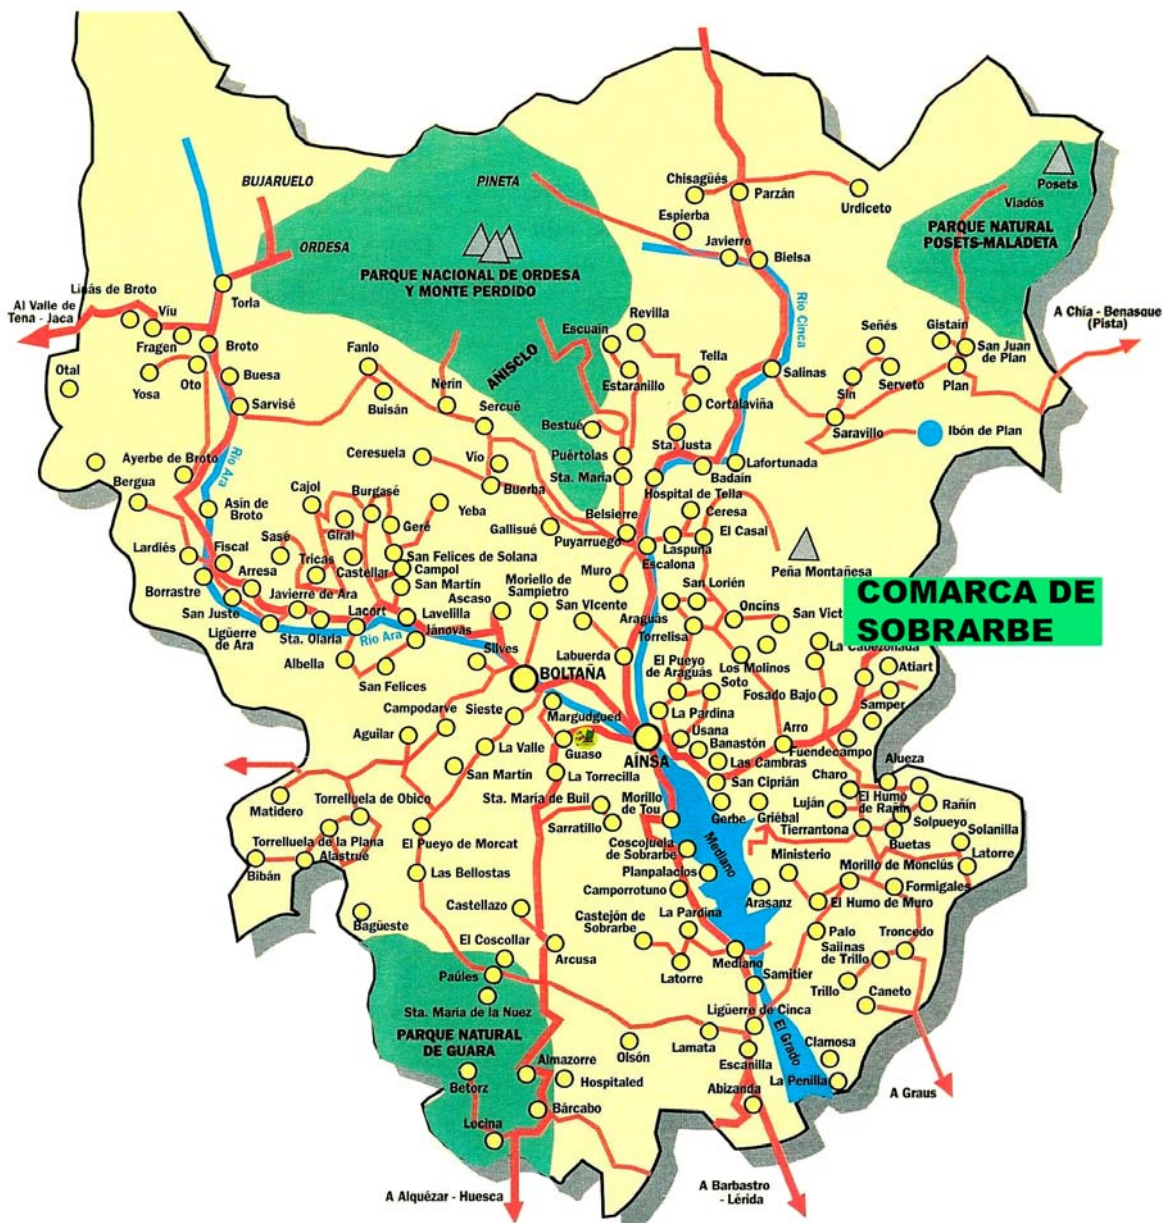 BUJARUELO
PINETA
ORDESA
PARQUE NACIONAL DE ORDESA
Y MONTE PERDIDO
Chisagüés
Parzán
Urdiceto
Espierba
Javierre
Bielsa
Posets
Viadós
PARQUE NATURAL
POSETS-MALADETA
Linás de Broto
Al Valle de
Tena - Jaca
Víu
Torla
Fragen
Broto
Otal
Yosa
Oto
Buesa
Sarvisé
Fanlo
Buisán
Nerín
Sercué
AÑISCLO
Escuaín
Revilla
Estaranillo
Tella
Cortalaviña
Río Cinca
Salinas
Señés
Gistaín
San Juan
de Plan
A Chía - Benasque
(Pista)
Sin
Serveto
Plan
Saravillo
Ibón de Plan
Bestué
Puértolas
Sta. Justa
Sta. Maria
Badaín
Lafortunada
Hospital de Tella
Ayerbe de Broto
Río Ara
Bergua
Asín de
Broto
Ceresuela
Vío
Buerba
Cajol
Burgasé
Yeba
Gallisué
Belsierre
Puyarruego
Ceresa
El Casal
Giral
Geré
Sasé
Lardiés
Fiscal
Arresa
Tricás
Castellar
San Felices de Solana
Campol
San Martín
Laspuña
Escalona
Peña Montañesa
Muro
Borrastre
San Juste
Javierre de Ara
Ascaso
Moriello de
Sampietro
San Lorién
San VIcente
Araguás
Oncíns
San Vict
COMARCA DE
SOBRARBE
Ligüerre
de Ara
Sta. Olaria
Lacort
Río Ara
Lavelilla
Jánovas
Torrelisa
La Cabezonada
Albella
San Felices
Silves
BOLTAÑA
Labuerda
El Pueyo
de Araguás
Soto
Los Molinos
Atiart
Fosado Bajo
Samper
Campodarve
Sieste
Margudgued
La Pardina
Usana
Arro
Aguilar
La Valle
Guaso
AÍNSA
Banastón
Fuendecampo
Las Cambras
Alueza
San Martín
La Torrecilla
San Ciprián
Charo
El Humo
de Rañín
Rañín
Matidero
Torrelluela de Obico
Sta. María de Buil
Morillo
de Tou
Gerbe
Griébal
Luján
Solpueyo
Sarratillo
Mediano
Tierrantona
Buetas
Solanilla
Torrelluela de la Plana
Alastrué
Bibán
El Pueyo de Morcat
Coscojuela
de Sobrarbe
Planpalacios
Ministerio
Morillo de Monclús
Latorre
Las Bellostas
Camporrotuno
Arasanz
El Humo de Muro
Formigales
Bagüeste
Castellazo
Castejón de
Sobrarbe
La Pardina
Palo
Salinas
de Trillo
Troncedo
El Coscollar
Arcusa
Latorre
Mediano
Samitier
Trillo
Caneto
Paúles
Sta. María de la Nuez
PARQUE NATURAL
DE GUARA
Ligüerre de Cinca
Olsón
Lamata
Escanilla
El Grado
Clamosa
Betorz
Almazorre
Hospitaled
La Penilla
Abizanda
A Graus
Bárcabo
Lecina
A Alquézar - Huesca
A Barbastro
- Lérida